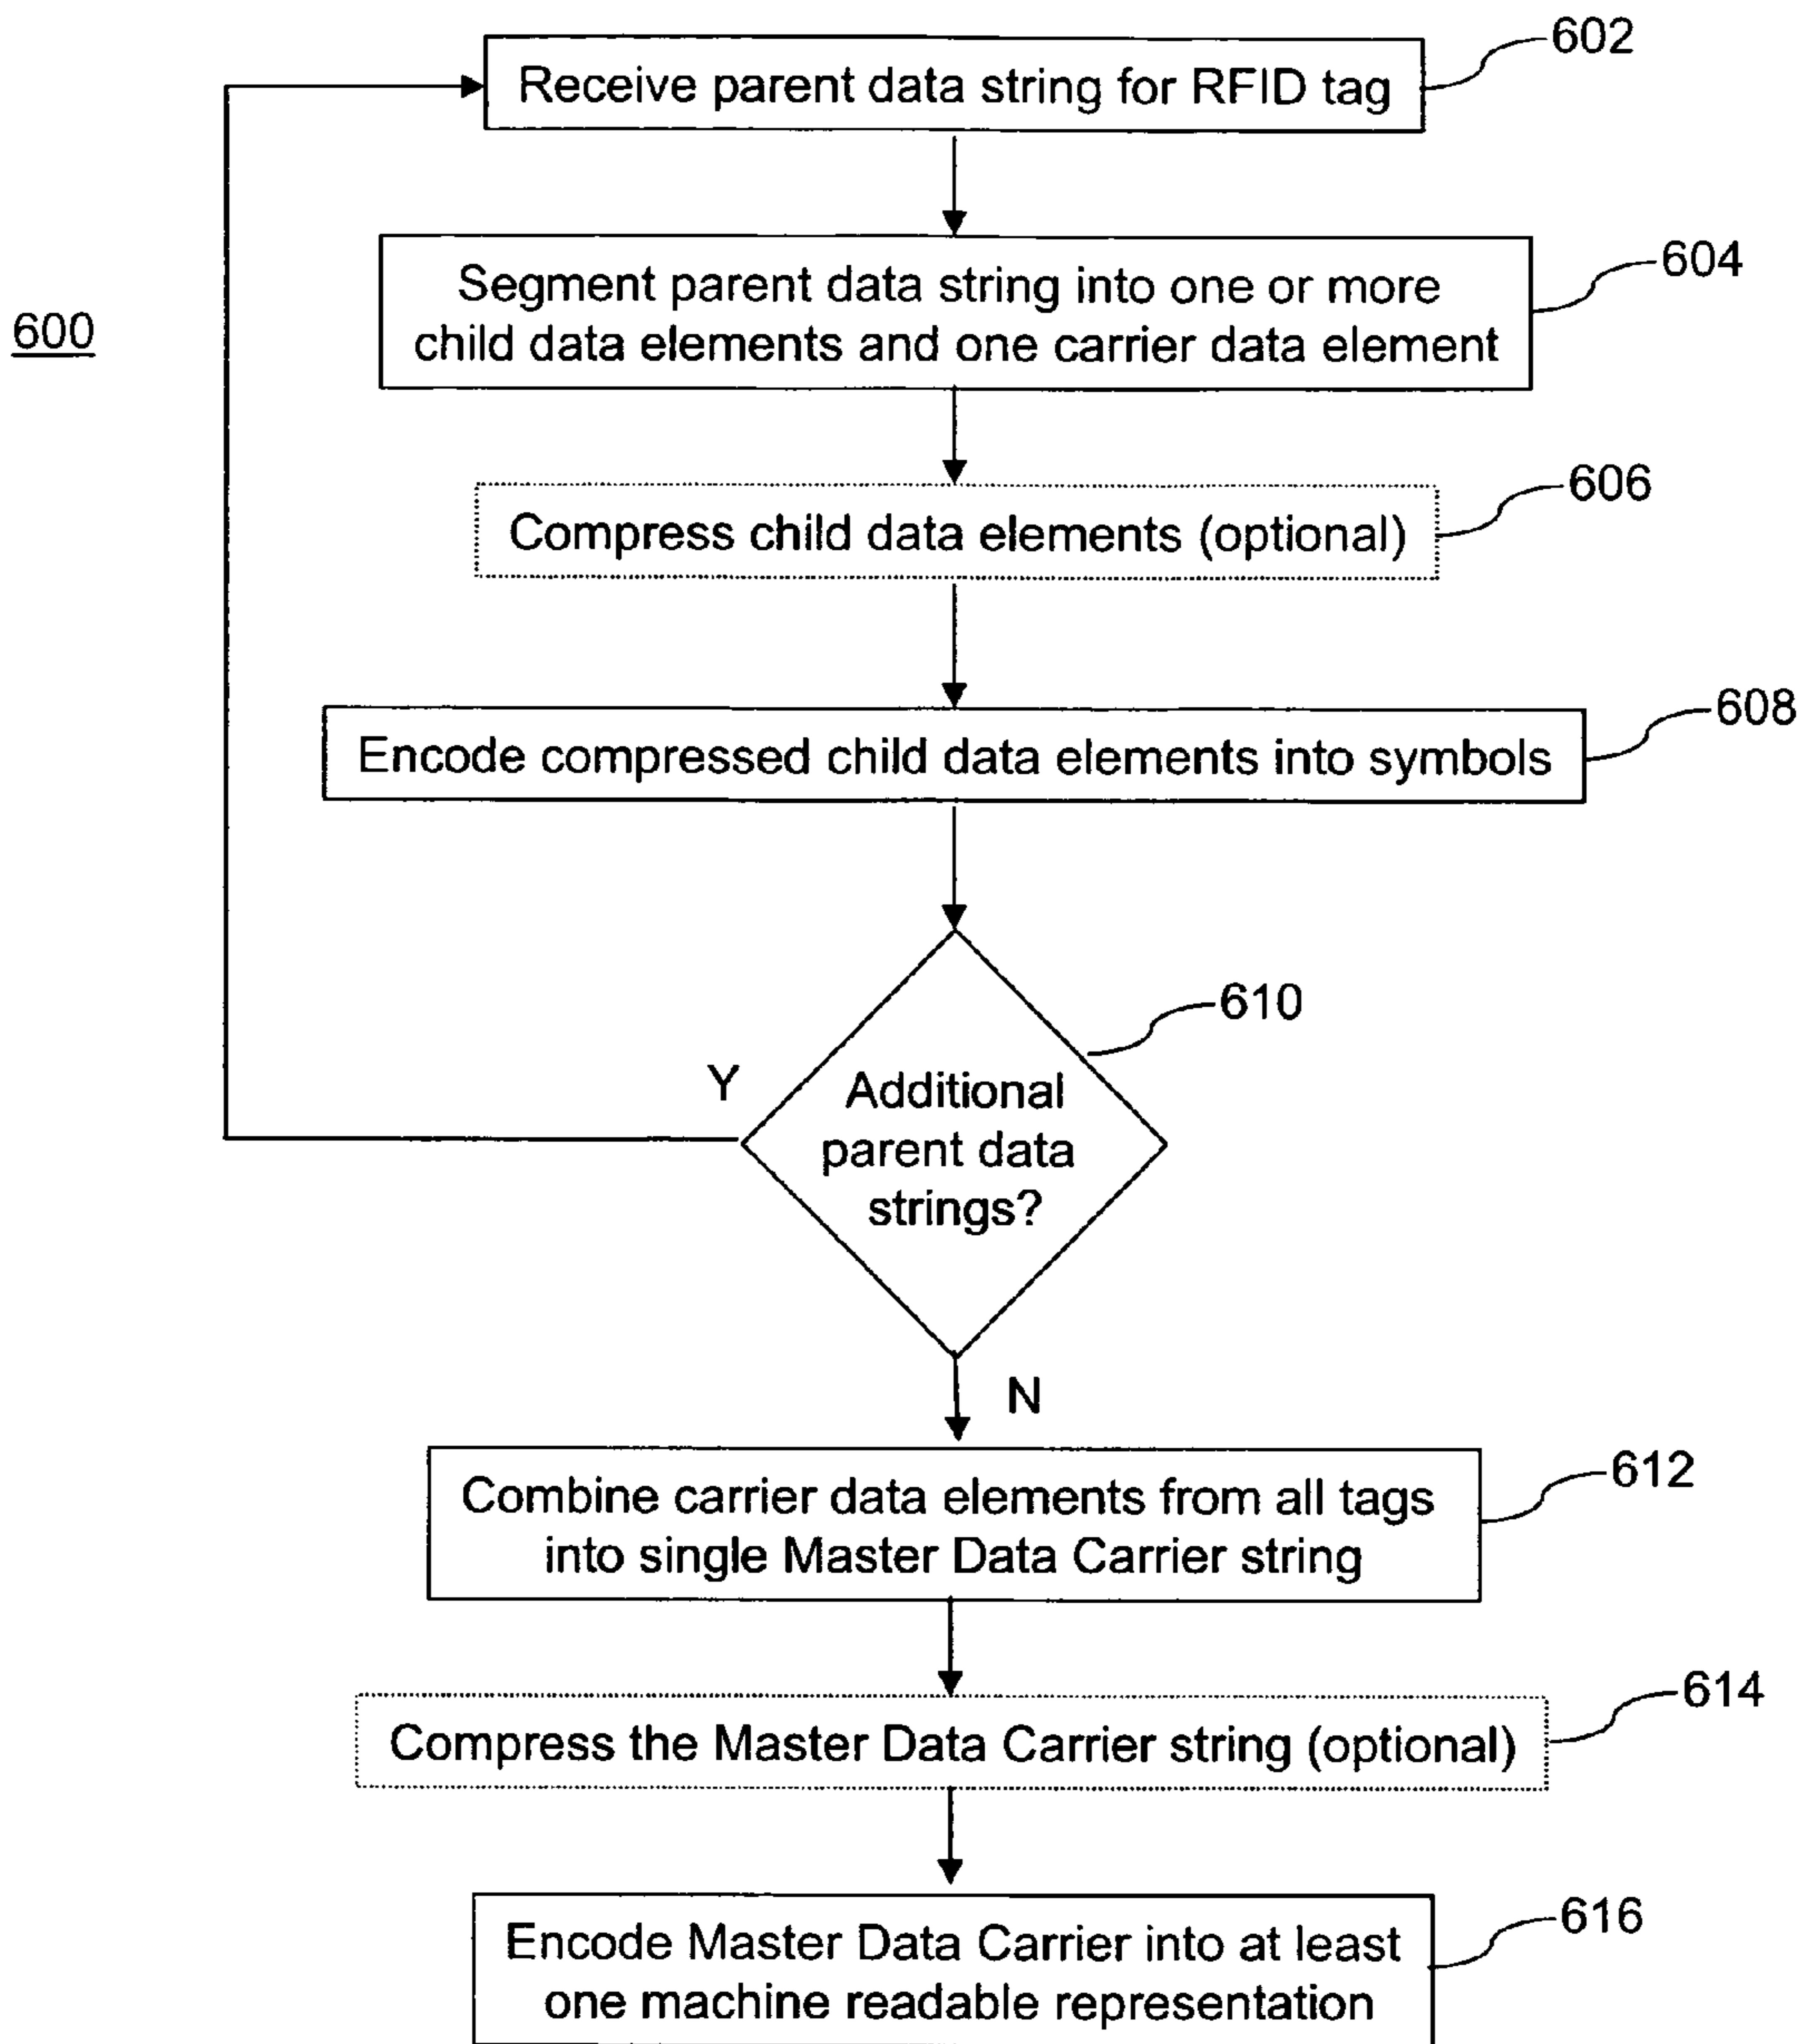 602
Receive parent data string for RFID tag
604
Segment parent data string into one or more
child data elements and one carrier data element
600
606
Compress child data elements (optional)
608
Encode compressed child data elements into symbols
610
Y
Additional
parent data
strings?
N
612
Combine carrier data elements from all tags
into single Master Data Carrier string
614
Compress the Master Data Carrier string (optional)
616
Encode Master Data Carrier into at least
one machine readable representation